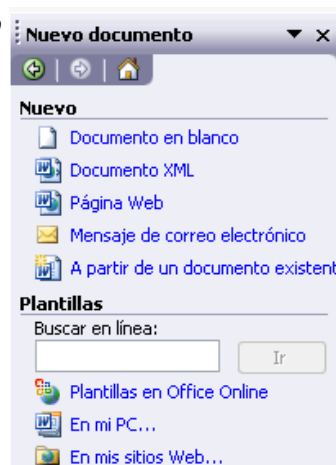 Nuevo documento
Nuevo
Documento en blanco
Documento XML
Página Web
Mensaje de correo electrónico
A partir de un documento existent
Plantillas
Buscar en línea:
Ir
Plantillas en Office Online
En mi PC...
En mis sitios Web...